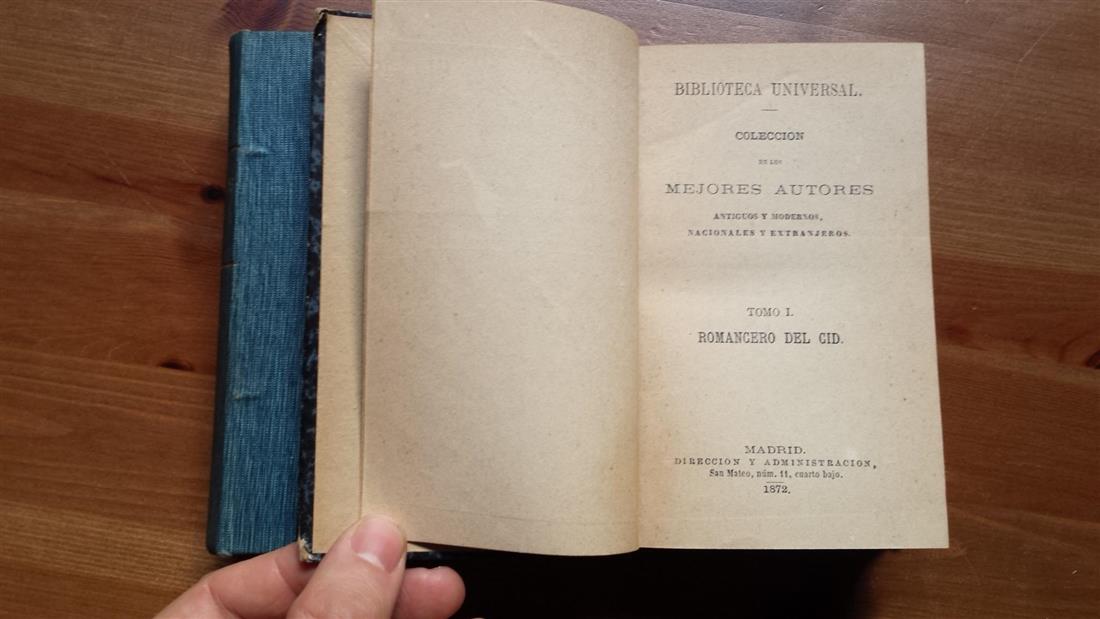 BIBLIOTECA UNIVERSAL.
COLECCION
DE LOS
MEJORES AUTORES
ANTIGUOS Y MODERNOS,
NACIONALES Y EXTRANJEROS.
TOMO I.
ROMANCERO DEL CID.
MADRID.
DIRECCION Y ADMINISTRACION,
San Mateo, núm. 11, cuarto bajo.
1872.